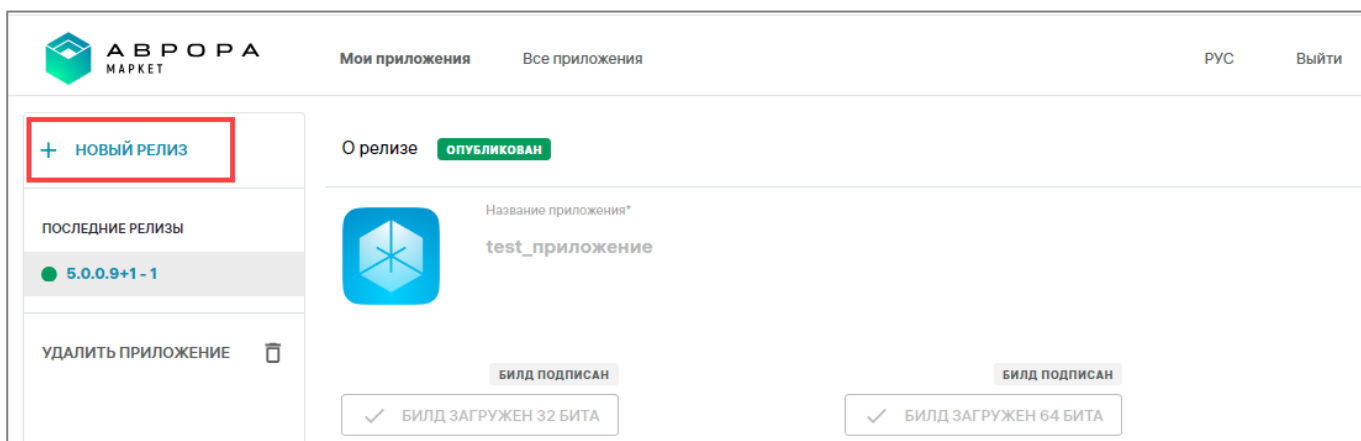 АВРОРА
МАРКЕТ
Мои приложения
Все приложения
РУС
Выйти
+ НОВЫЙ РЕЛИЗ
ПОСЛЕДНИЕ РЕЛИЗЫ
5.0.0.9+1 - 1
УДАЛИТЬ ПРИЛОЖЕНИЕ
О релизе
ОПУБЛИКОВАН
Название приложения*
test_приложение
БИЛД ПОДПИСАН
БИЛД ЗАГРУЖЕН 32 БИТА
БИЛД ПОДПИСАН
БИЛД ЗАГРУЖЕН 64 БИТА